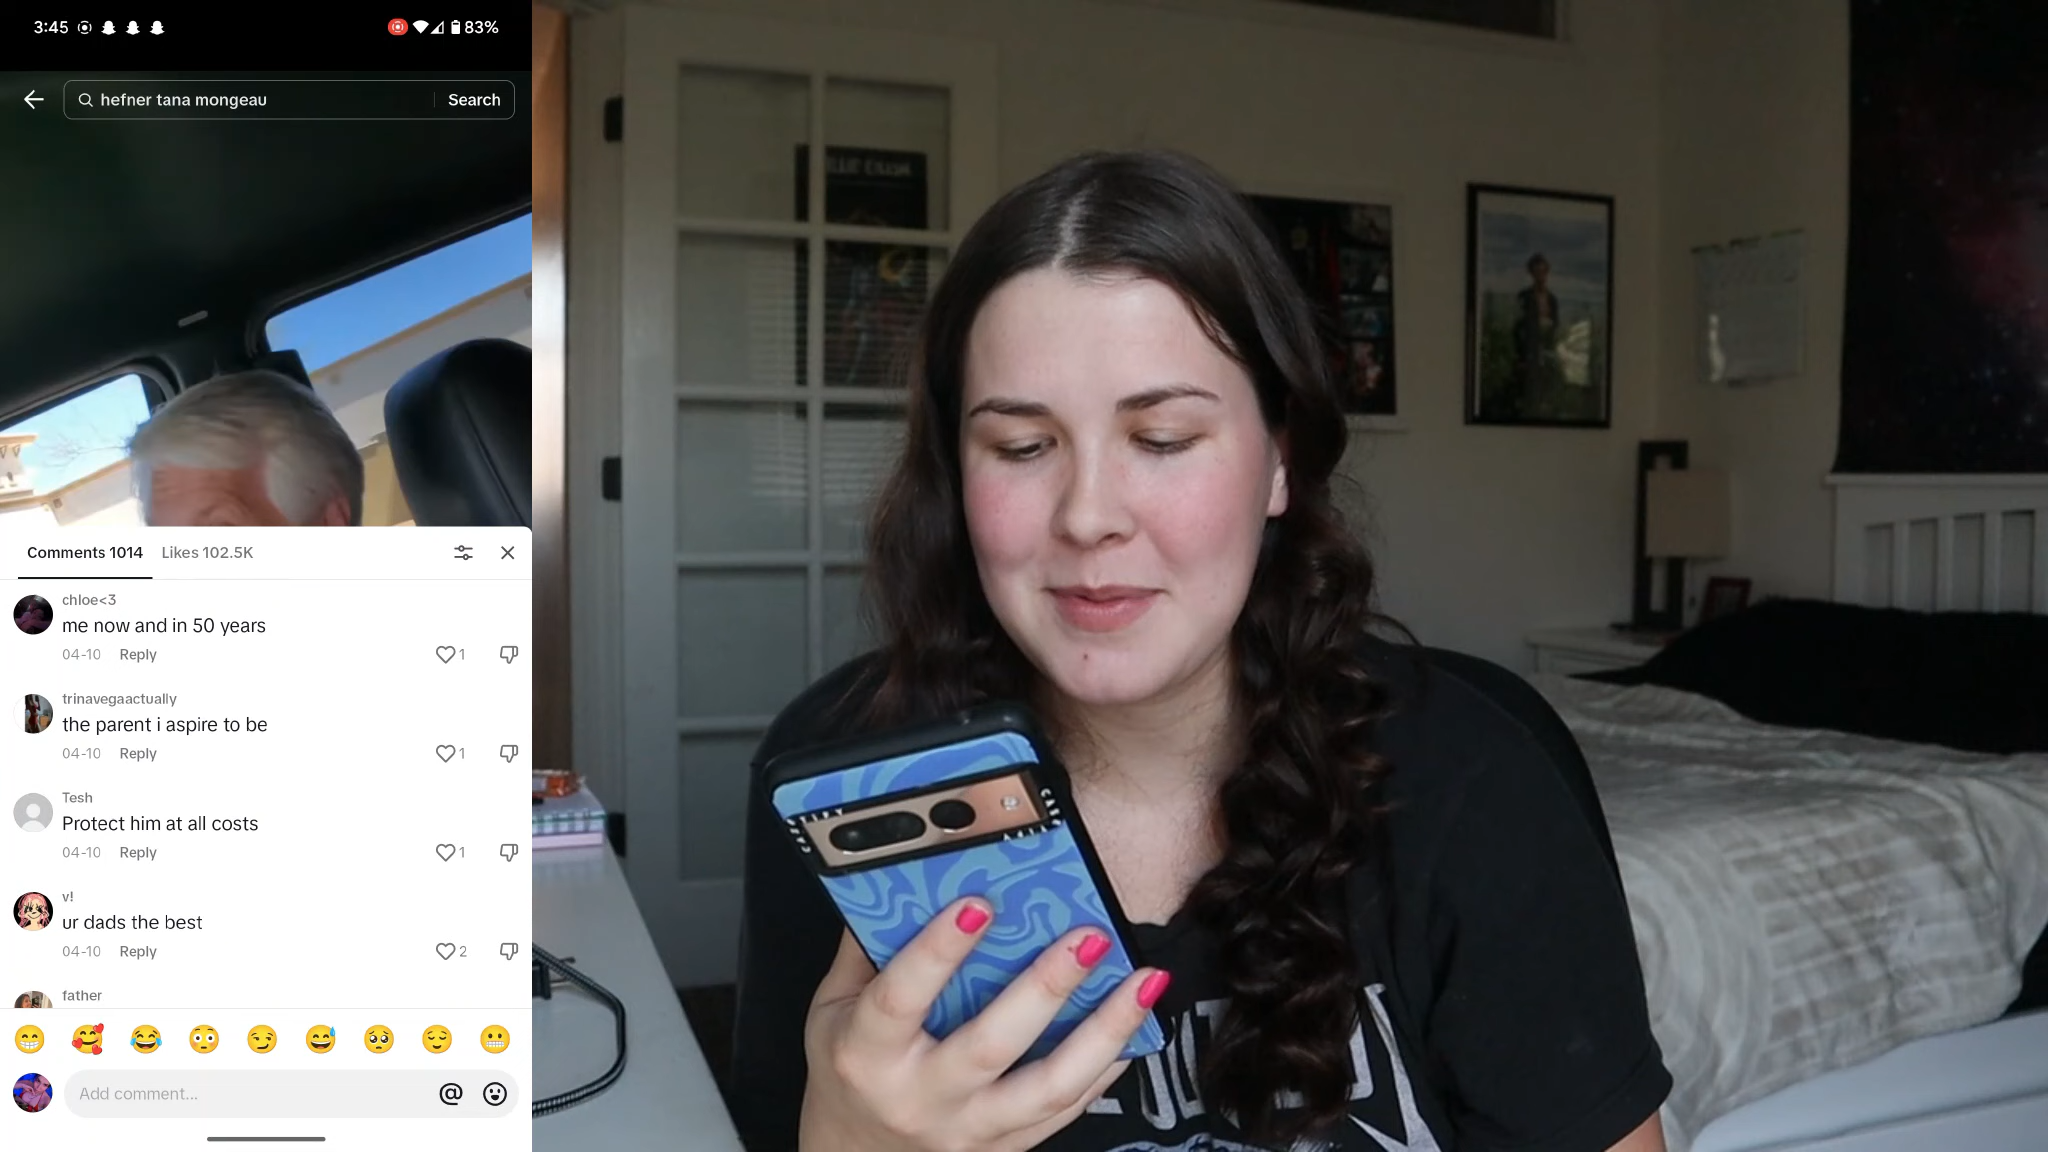 3:45
83%
hefner tana mongeau
Search
Comments 1014
Likes 102.5K
chloe<3
me now and in 50 years
04-10
Reply
1
trinavegaactually
the parent i aspire to be
04-10
Reply
1
Tesh
Protect him at all costs
04-10
Reply
1
v!
ur dads the best
04-10
Reply
2
father
Add comment...
@